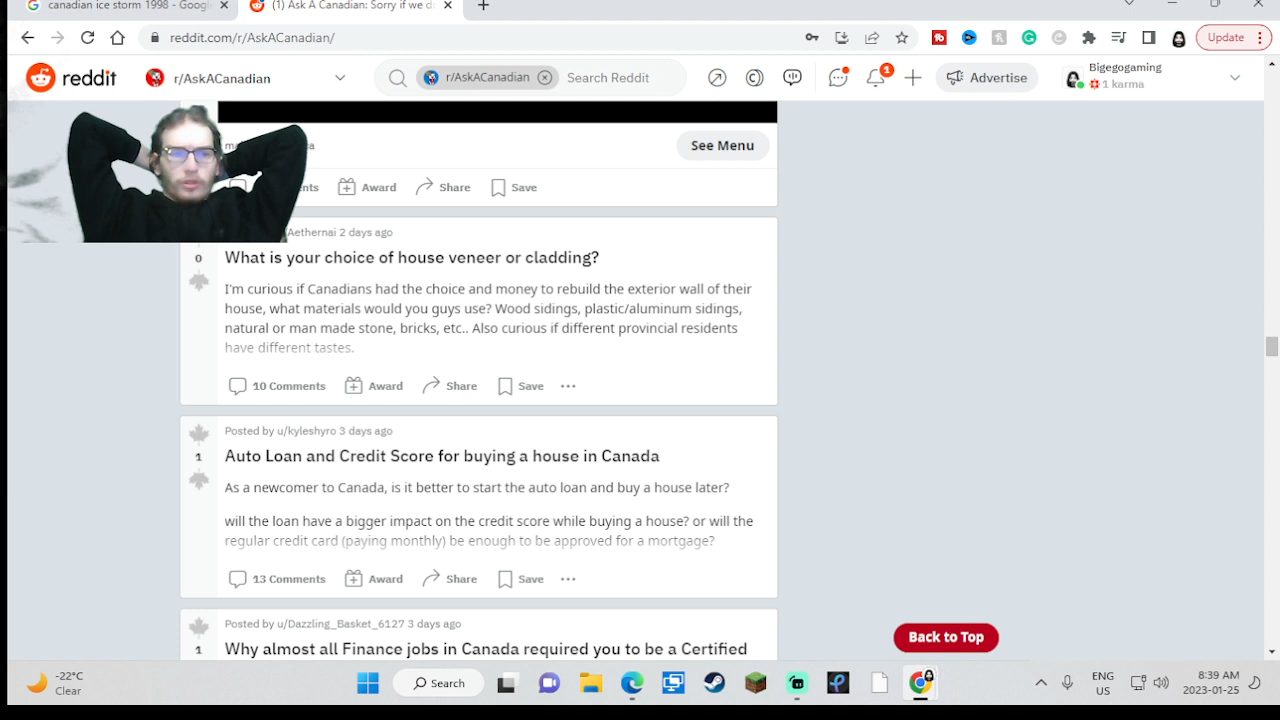 canadian ice storm 1998 - Googl
(1) Ask A Canadian: Sorry if we d
reddit.com/r/AskACanadian/
Update
reddit
r/AskACanadian
r/AskACanadian
Search Reddit
1
Advertise
Bigegogaming
1 karma
See Menu
Award
Share
Save
Aethernai 2 days ago
0
What is your choice of house veneer or cladding?
I'm curious if Canadians had the choice and money to rebuild the exterior wall of their
house, what materials would you guys use? Wood sidings, plastic/aluminum sidings,
natural or man made stone, bricks, etc.. Also curious if different provincial residents
have different tastes.
10 Comments
Award
Share
Save
Posted by u/kyleshyro 3 days ago
1
Auto Loan and Credit Score for buying a house in Canada
As a newcomer to Canada, is it better to start the auto loan and buy a house later?
will the loan have a bigger impact on the credit score while buying a house? or will the
regular credit card (paying monthly) be enough to be approved for a mortgage?
13 Comments
Award
Share
Save
Posted by u/Dazzling_Basket_6127 3 days ago
1
Why almost all Finance jobs in Canada required you to be a Certified
Back to Top
-22°C
Clear
Search
ENG
US
8:39 AM
2023-01-25